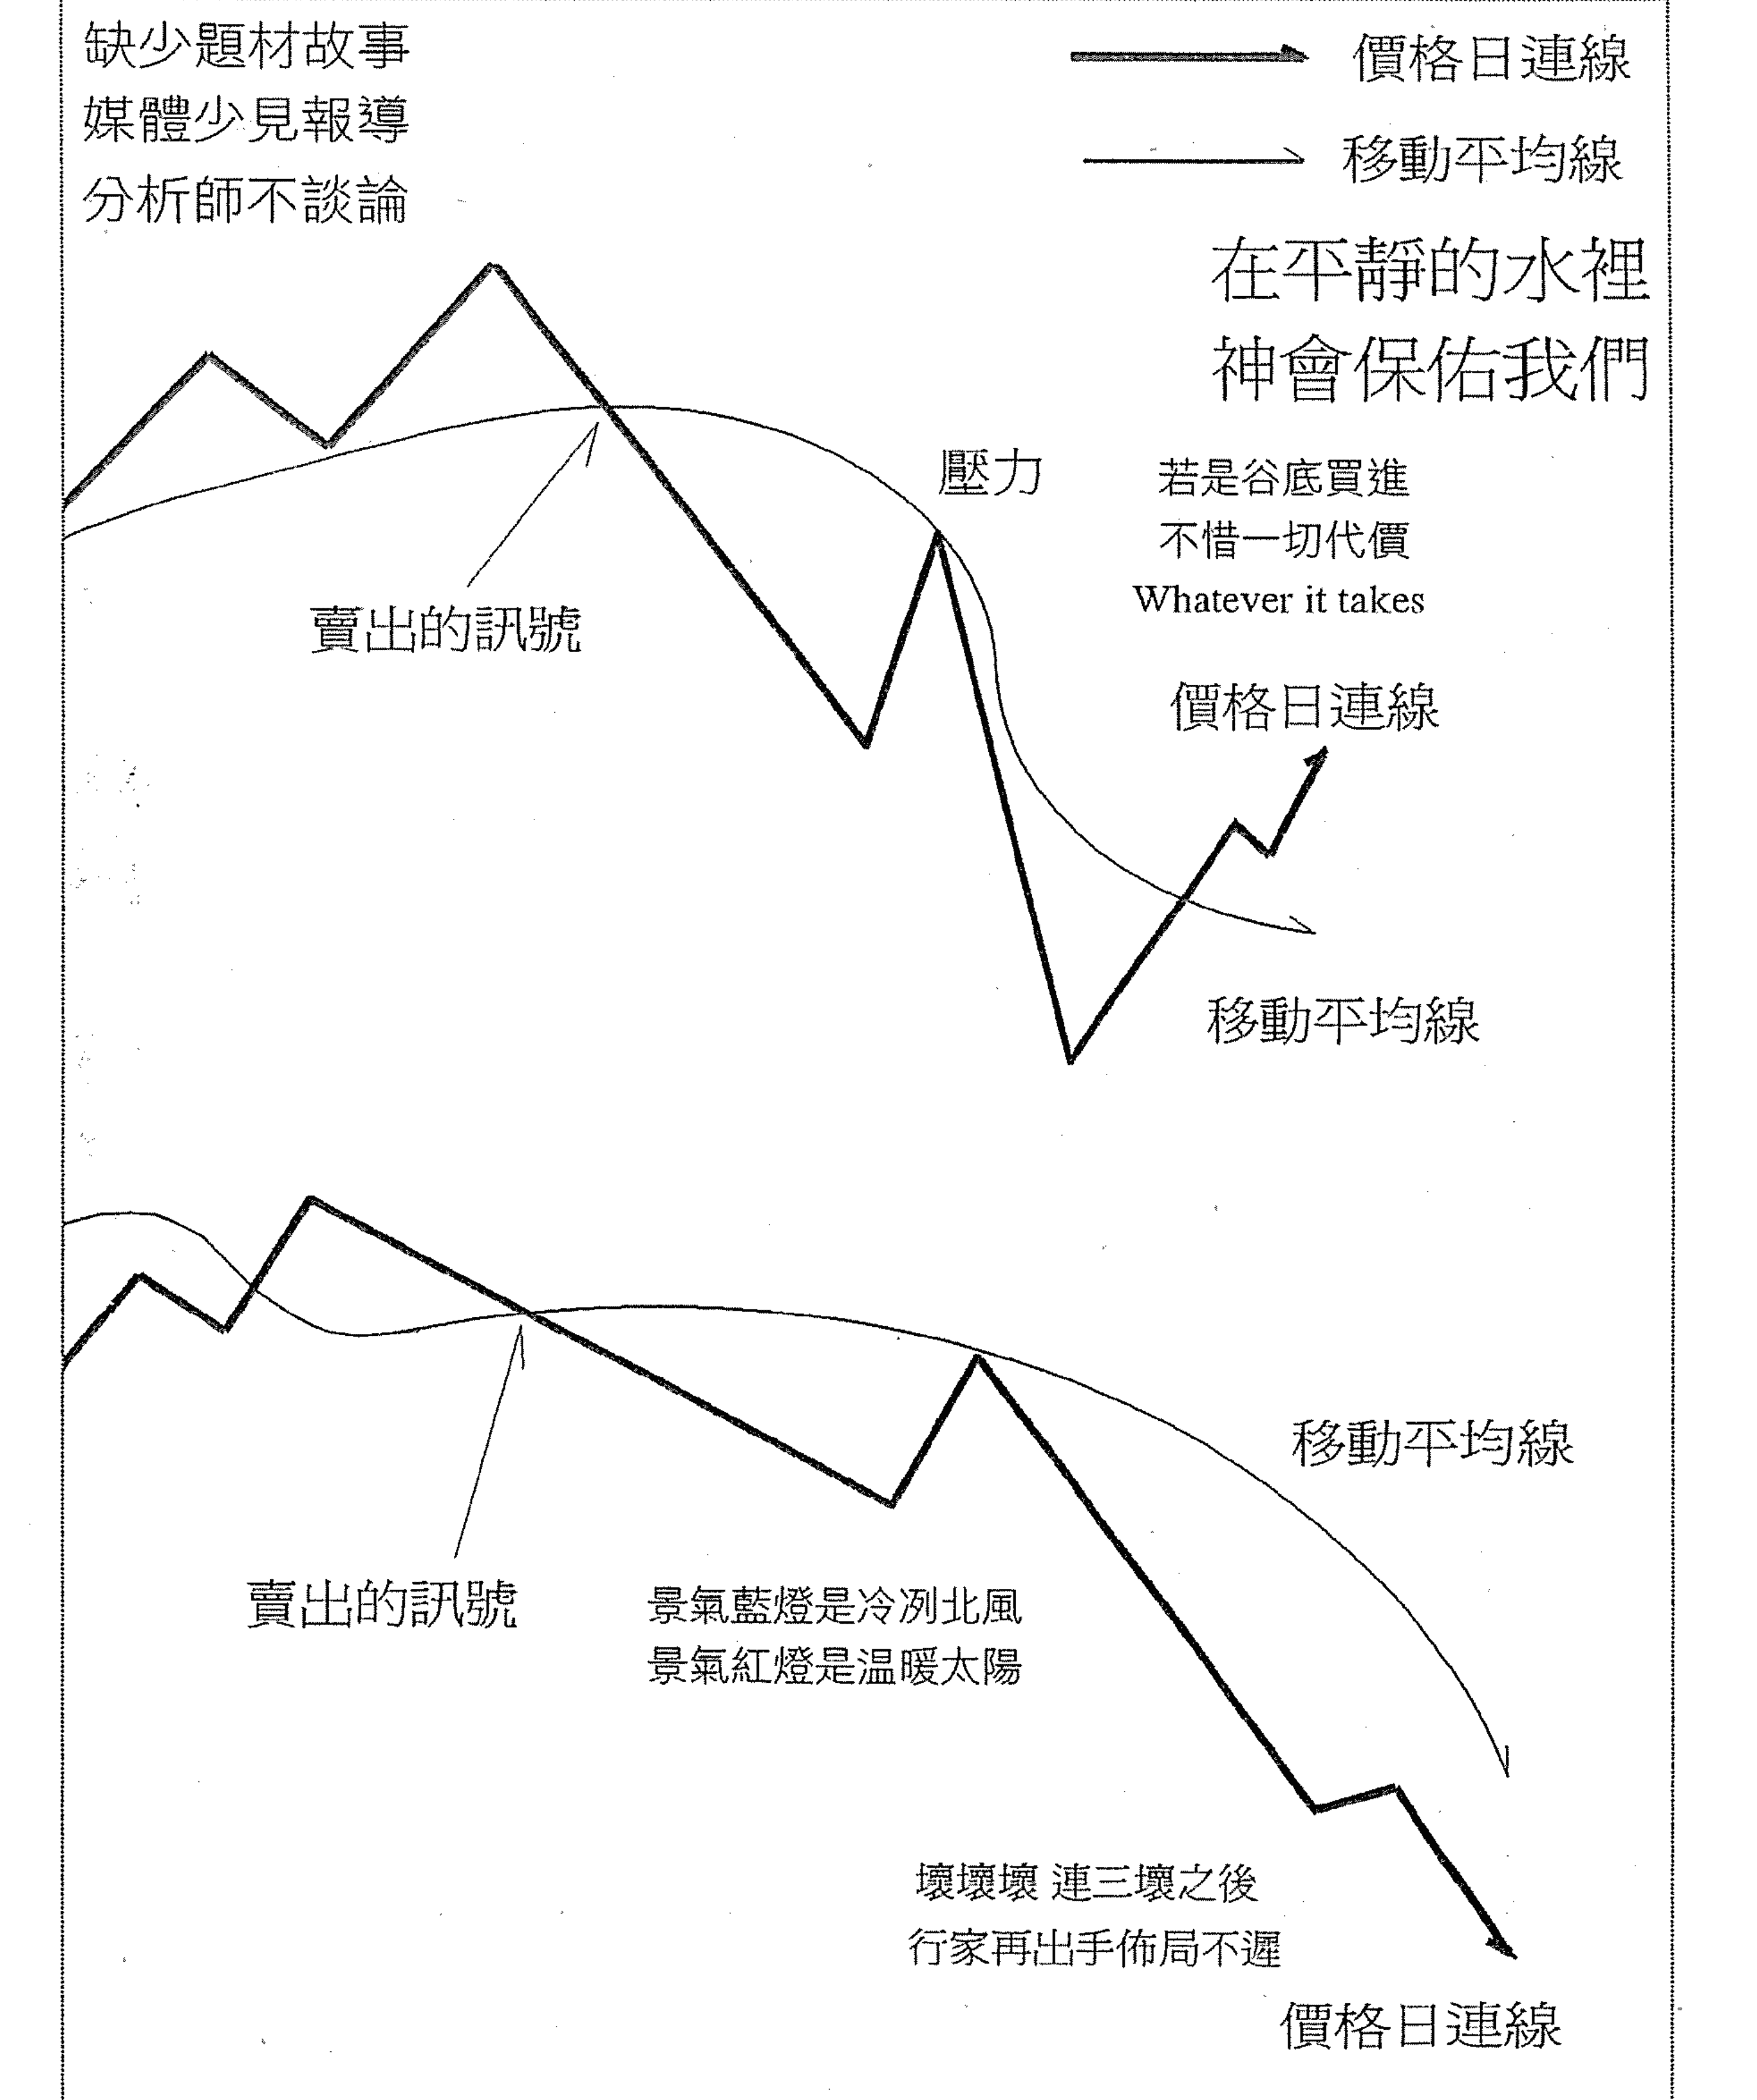 缺少題材故事
媒體少見報導
分析師不談論
價格日連線
移動平均線
在平靜的水裡
神會保佑我們
壓力
若是谷底買進
不惜一切代價
Whatever it takes
賣出的訊號
價格日連線
移動平均線
移動平均線
賣出的訊號
景氣藍燈是冷冽北風
景氣紅燈是温暖太陽
壞壞壞 連三壞之後
行家再出手佈局不遲
價格日連線